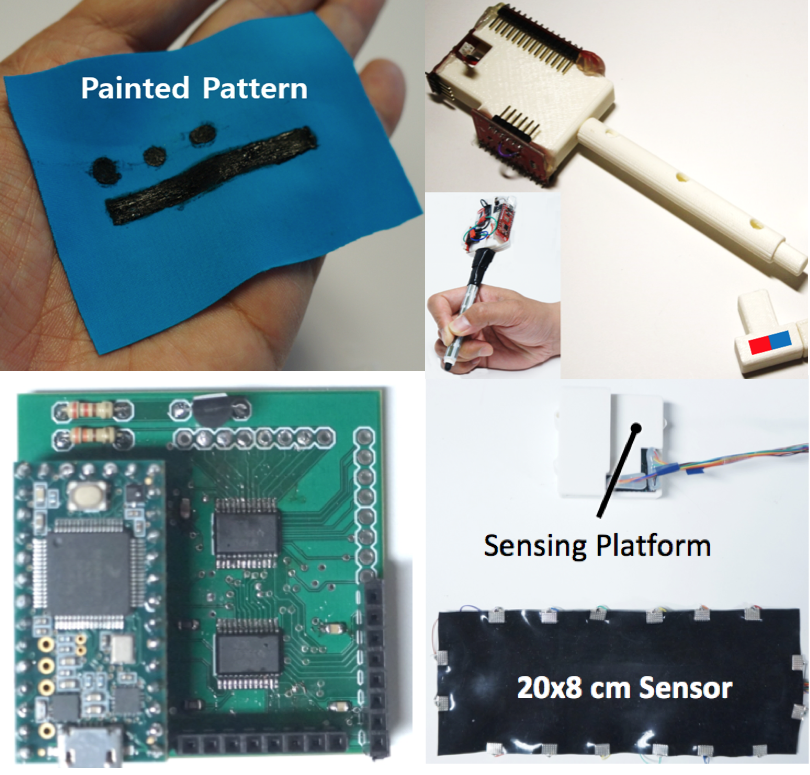 Painted Pattern
Sensing Platform
20x8 cm Sensor